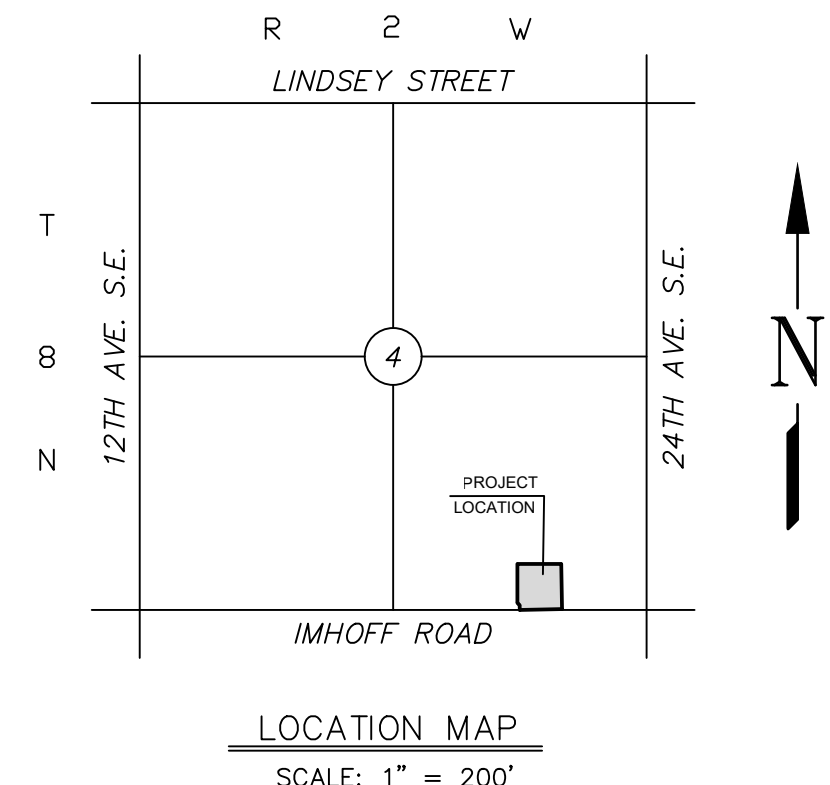 R 2 W
LINDSEY STREET
T
8
N
12TH AVE. S.E.
24TH AVE. S.E.
N
4
PROJECT
LOCATION
IMHOFF ROAD
LOCATION MAP
SCALE: 1" = 200'